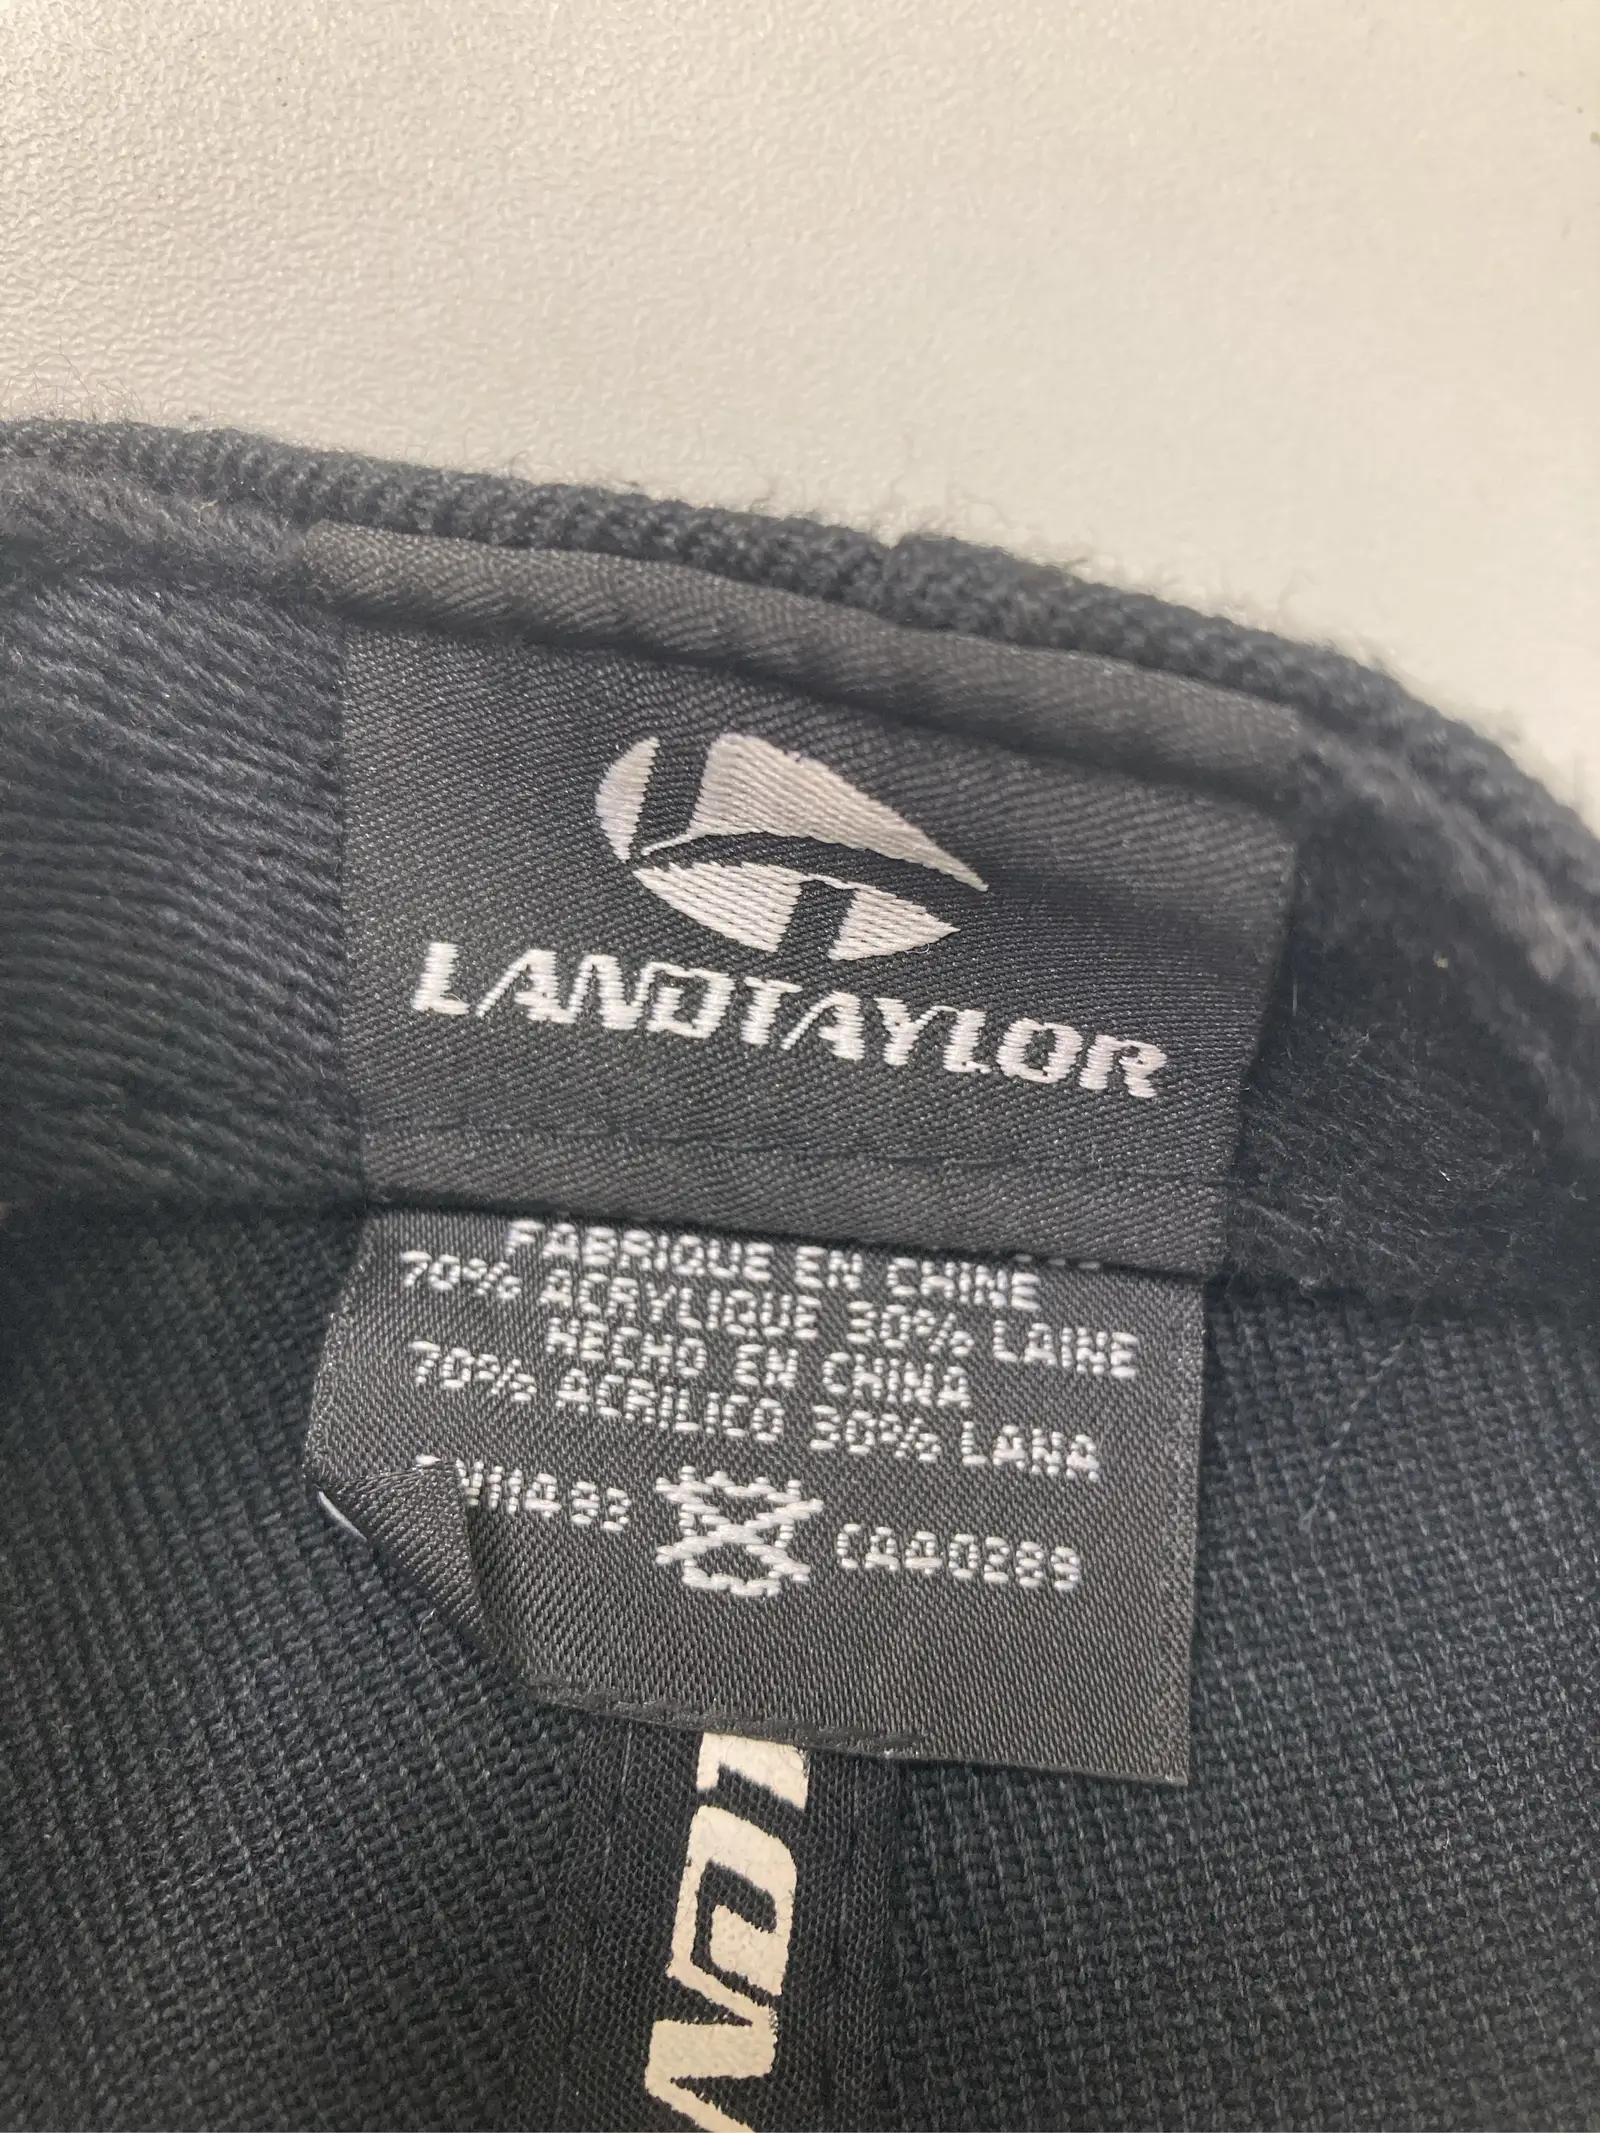 LANDTAYLOR
FABRIQUE EN CHINE
70% ACRYLIQUE 30% LAINE
HECHO EN CHINA
70% ACRILICO 30% LANA
CA40289